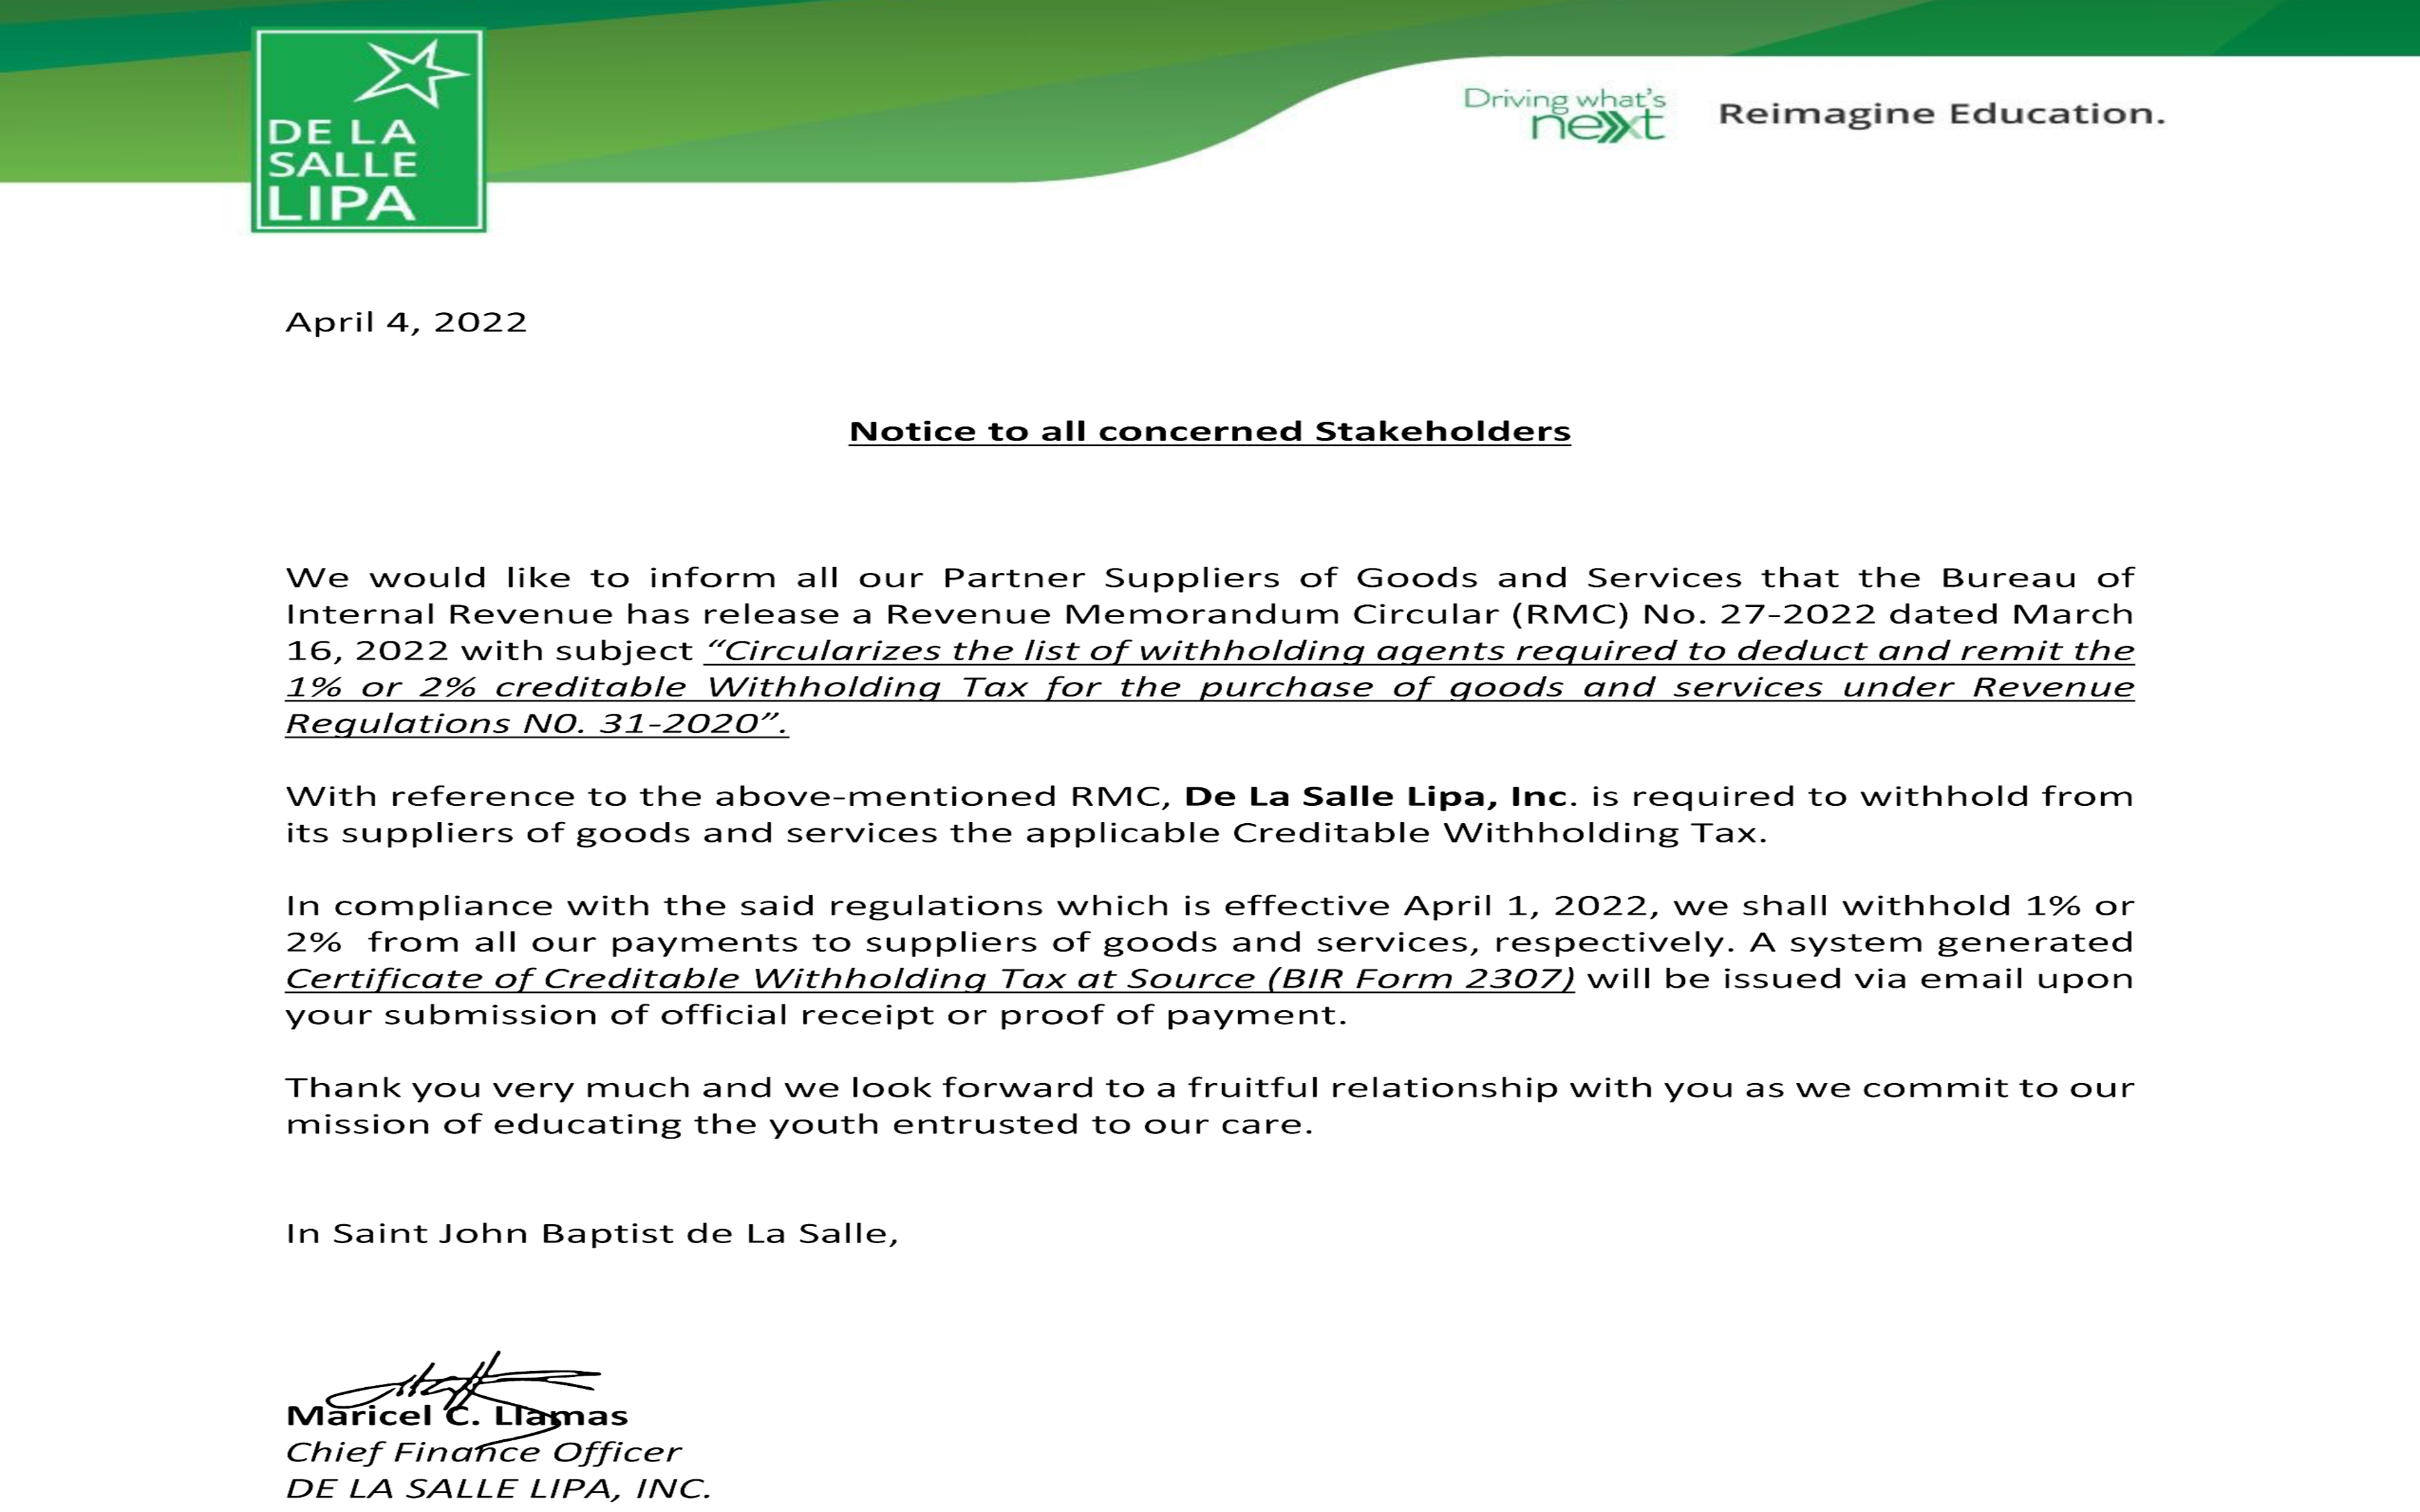 DE LA
SALLE
LIPA
Driving what's
next
Reimagine Education.
April 4, 2022
Notice to all concerned Stakeholders
We would like to inform all our Partner Suppliers of Goods and Services that the Bureau of
Internal Revenue has release a Revenue Memorandum Circular (RMC) No. 27-2022 dated March
16, 2022 with subject “Circularizes the list of withholding agents required to deduct and remit the
1% or 2% creditable Withholding Tax for the purchase of goods and services under Revenue
Regulations N0. 31-2020”.
With reference to the above-mentioned RMC, De La Salle Lipa, Inc. is required to withhold from
its suppliers of goods and services the applicable Creditable Withholding Tax.
In compliance with the said regulations which is effective April 1, 2022, we shall withhold 1% or
2% from all our payments to suppliers of goods and services, respectively. A system generated
Certificate of Creditable Withholding Tax at Source (BIR Form 2307) will be issued via email upon
your submission of official receipt or proof of payment.
Thank you very much and we look forward to a fruitful relationship with you as we commit to our
mission of educating the youth entrusted to our care.
In Saint John Baptist de La Salle,
Maricel C. Llamas
Chief Finance Officer
DE LA SALLE LIPA, INC.